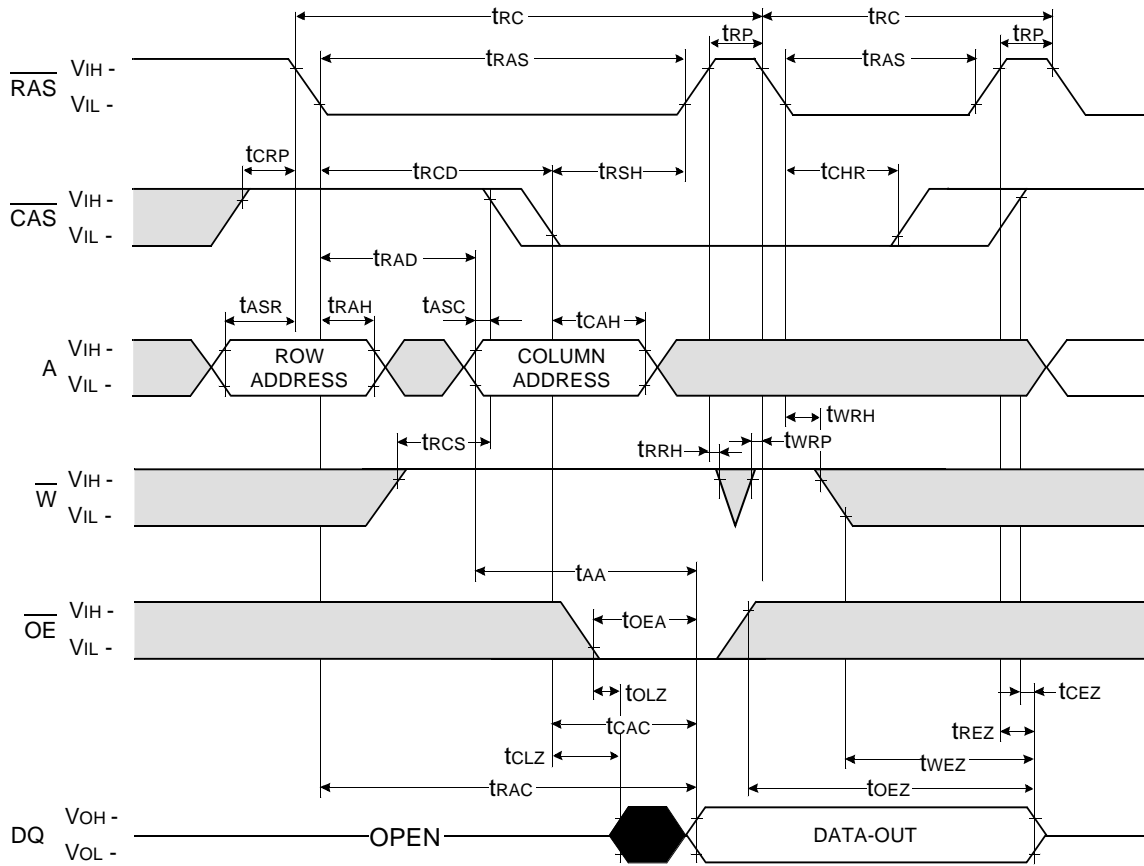 tRC tRC
tRP tRP
tRAS tRAS
RAS VIH -
VIL -
tCRP tRCD tRSH tCHR
CAS VIH -
VIL -
tRAD
tASR tRAH tASC tCAH
A VIH -
VIL -
ROW
ADDRESS
COLUMN
ADDRESS
tWRH
tRCS tRRH tWRP
W VIH -
VIL -
tAA
OE VIH -
VIL -
tOEA
tOLZ tCEZ
tCAC tREZ
tCLZ tWEZ
tRAC tOEZ
DQ VOH -
VOL -
OPEN DATA-OUT